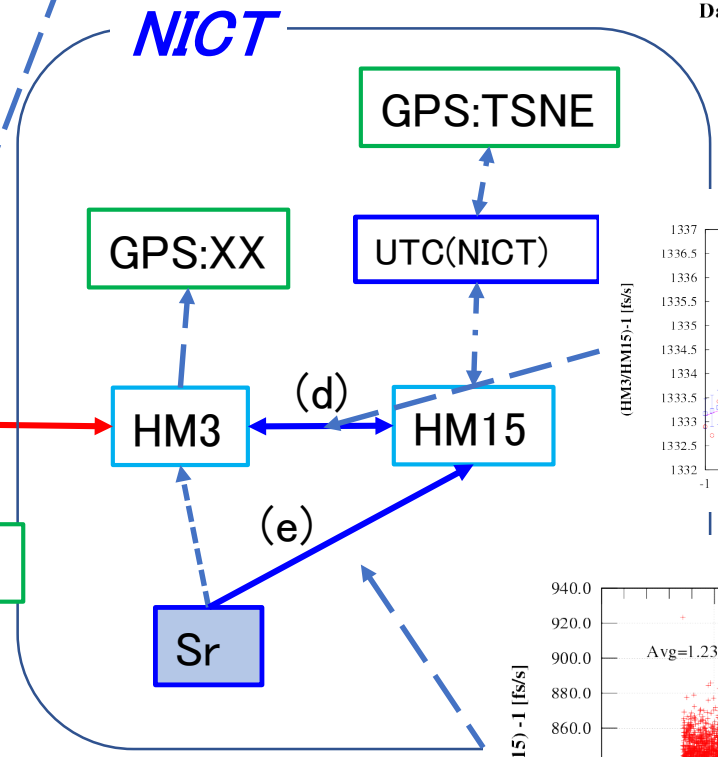 Da
NICT
GPS:TSNE
GPS:XX
UTC(NICT)
(d)
HM3
HM15
(e)
Sr
(HM3/HM15)-1 [fs/s]
1337
1336.5
1336
1335.5
1335
1334.5
1334
1333.5
1333
1332.5
1332
-1
15) -1 [fs/s]
940.0
920.0
900.0
880.0
860.0
Avg=1.23